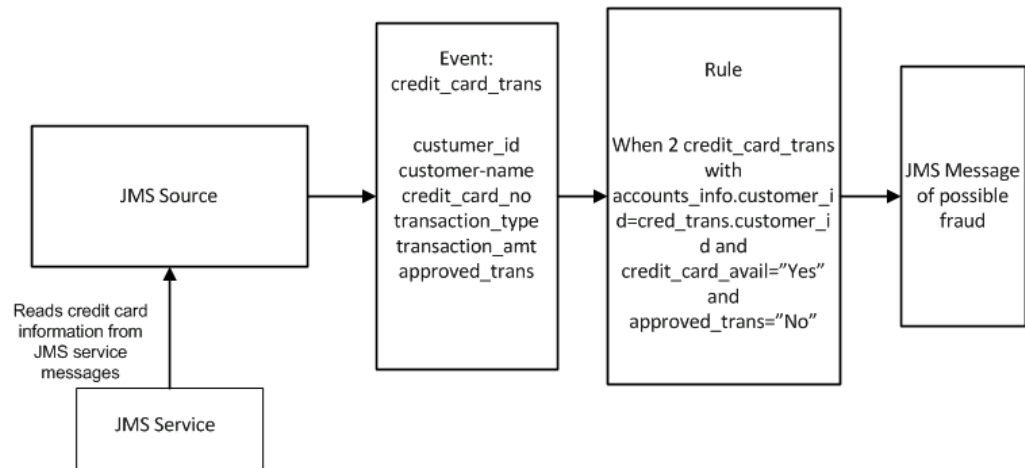 Event:
credit_card_trans
custumer_id
customer-name
credit_card_no
transaction_type
transaction_amt
approved_trans
Rule
When 2 credit_card_trans
with
accounts_info.customer_i
d=cred_trans.customer_i
d and
credit_card_avail=”Yes”
and
approved_trans=”No”
JMS Message
of possible
fraud
JMS Source
Reads credit card
information from
JMS service
messages
JMS Service